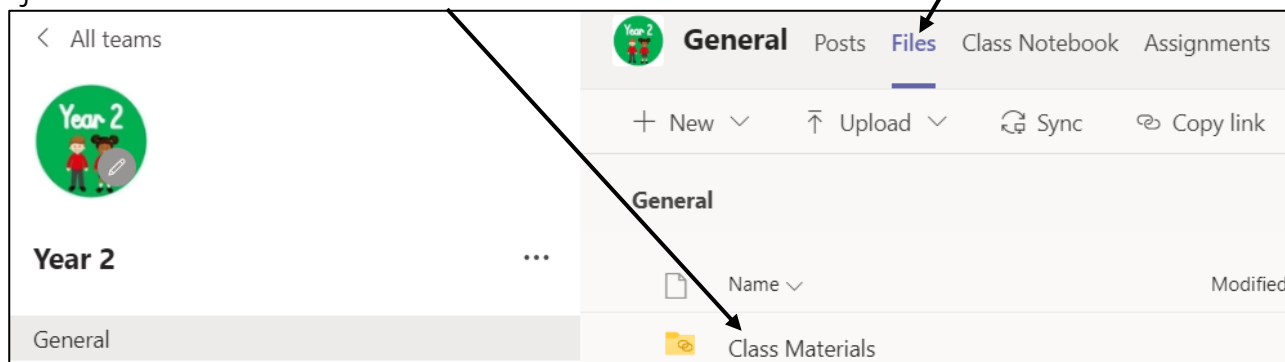 All teams
Year 2
Year 2
General
Year 2
General Posts Files Class Notebook Assignments
New Upload Sync Copy link
General
Name Modified
Class Materials